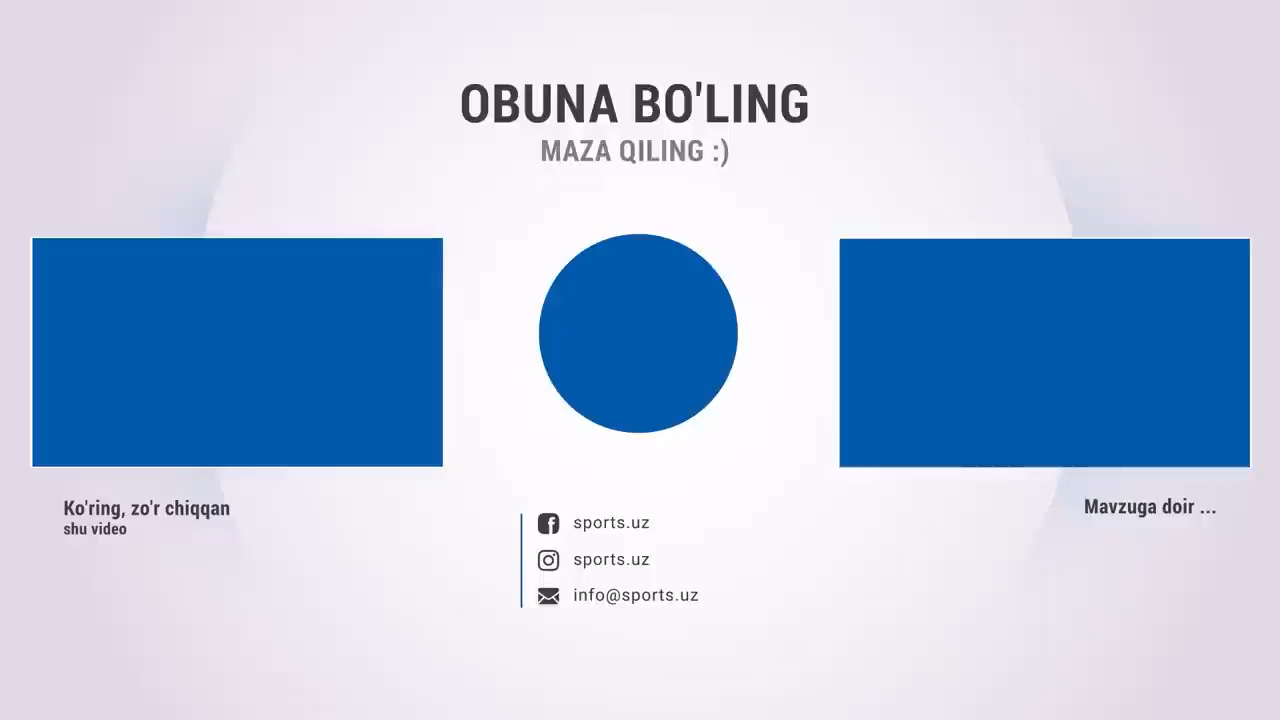 OBUNA BO'LING
MAZA QILING :)
Ko'ring, zo'r chiqqan
shu video
Mavzuga doir ...
sports.uz
sports.uz
info@sports.uz